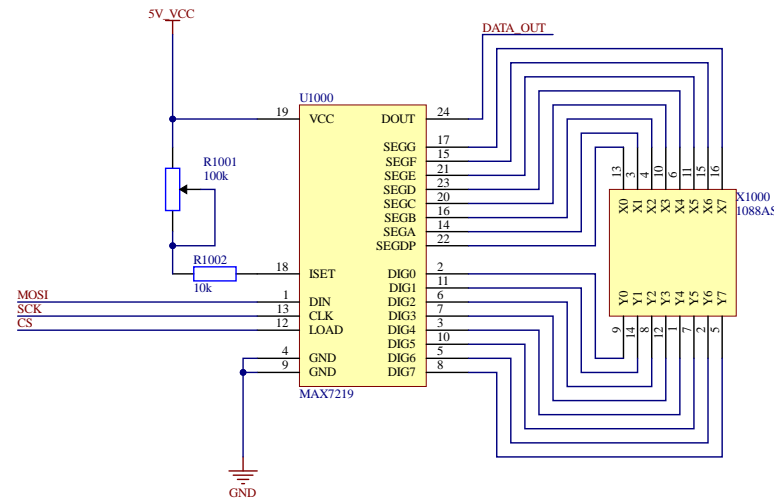 5V_VCC
DATA_OUT
U1000
19 VCC DOUT 24
SEGG 17
SEGF 15
SEGE 21
SEGD 23
SEGC 20
SEGB 16
SEGA 14
SEGDP 22
R1001
100k
R1002
10k
18 ISET DIG0 2
DIG1 11
MOSI 1 DIN DIG2 6
SCK 13 CLK DIG3 7
CS 12 LOAD DIG4 3
DIG5 10
4 GND DIG6 5
9 GND DIG7 8
MAX7219
GND
13 3 4 10 6 11 15 16
X0 X1 X2 X3 X4 X5 X6 X7
X1000
1088AS
Y0 Y1 Y2 Y3 Y4 Y5 Y6 Y7
9 14 8 12 1 7 2 5